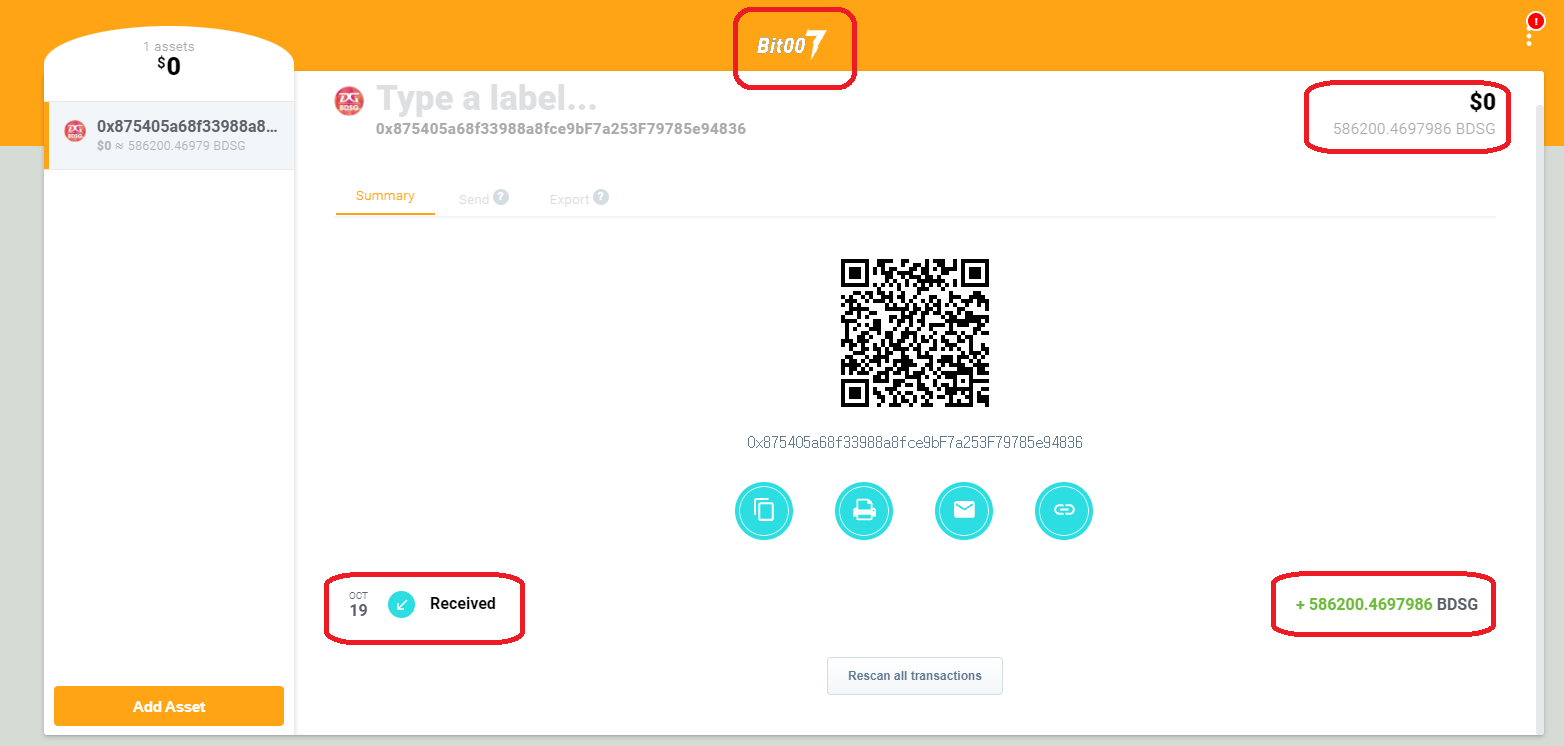 1 assets
$0
0x875405a68f33988a8...
$0 ≈ 586200.46979 BDSG
Add Asset
Bit007
!
BDSG
Type a label...
0x875405a68f33988a8fce9bF7a253F79785e94836
$0
586200.4697986 BDSG
Summary
Send ?
Export ?
0x875405a68f33988a8fce9bF7a253F79785e94836
OCT
19
Received
+ 586200.4697986 BDSG
Rescan all transactions